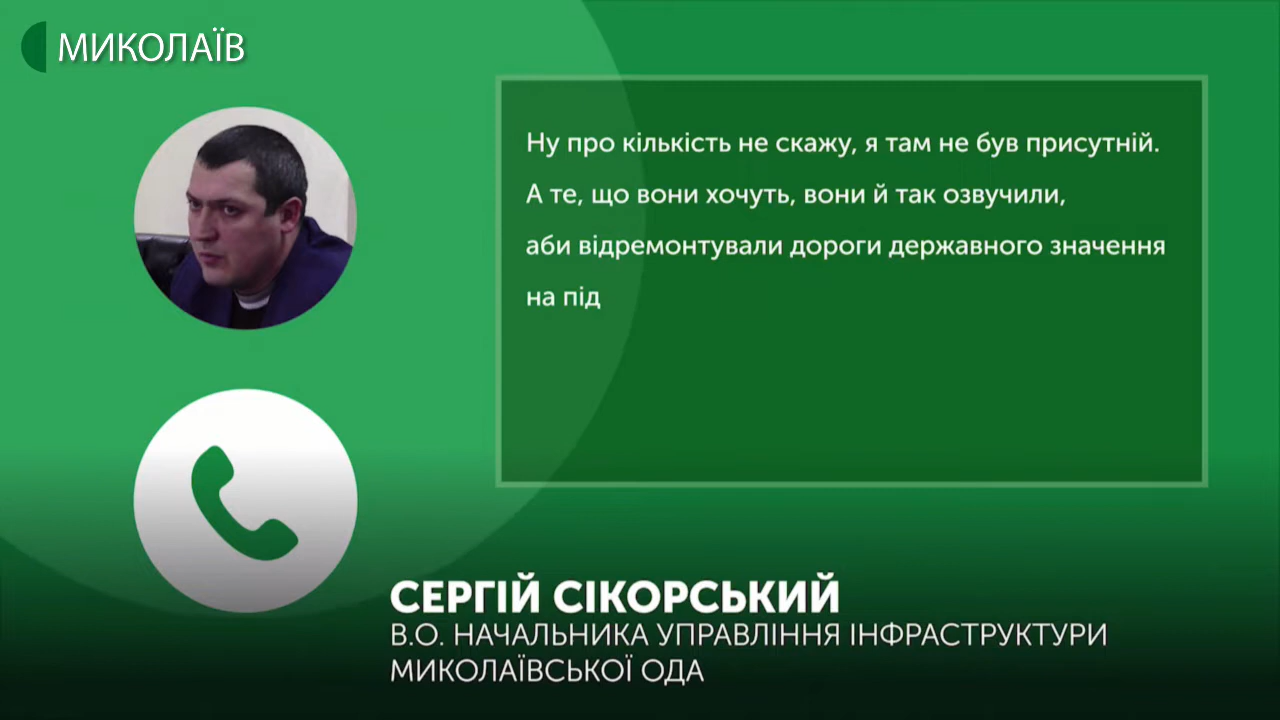 МИКОЛАЇВ
Ну про кількість не скажу, я там не був присутній.
А те, що вони хочуть, вони й так озвучили,
аби відремонтували дороги державного значення
на під
СЕРГІЙ СІКОРСЬКИЙ
В.О. НАЧАЛЬНИКА УПРАВЛІННЯ ІНФРАСТРУКТУРИ
МИКОЛАЇВСЬКОЇ ОДА